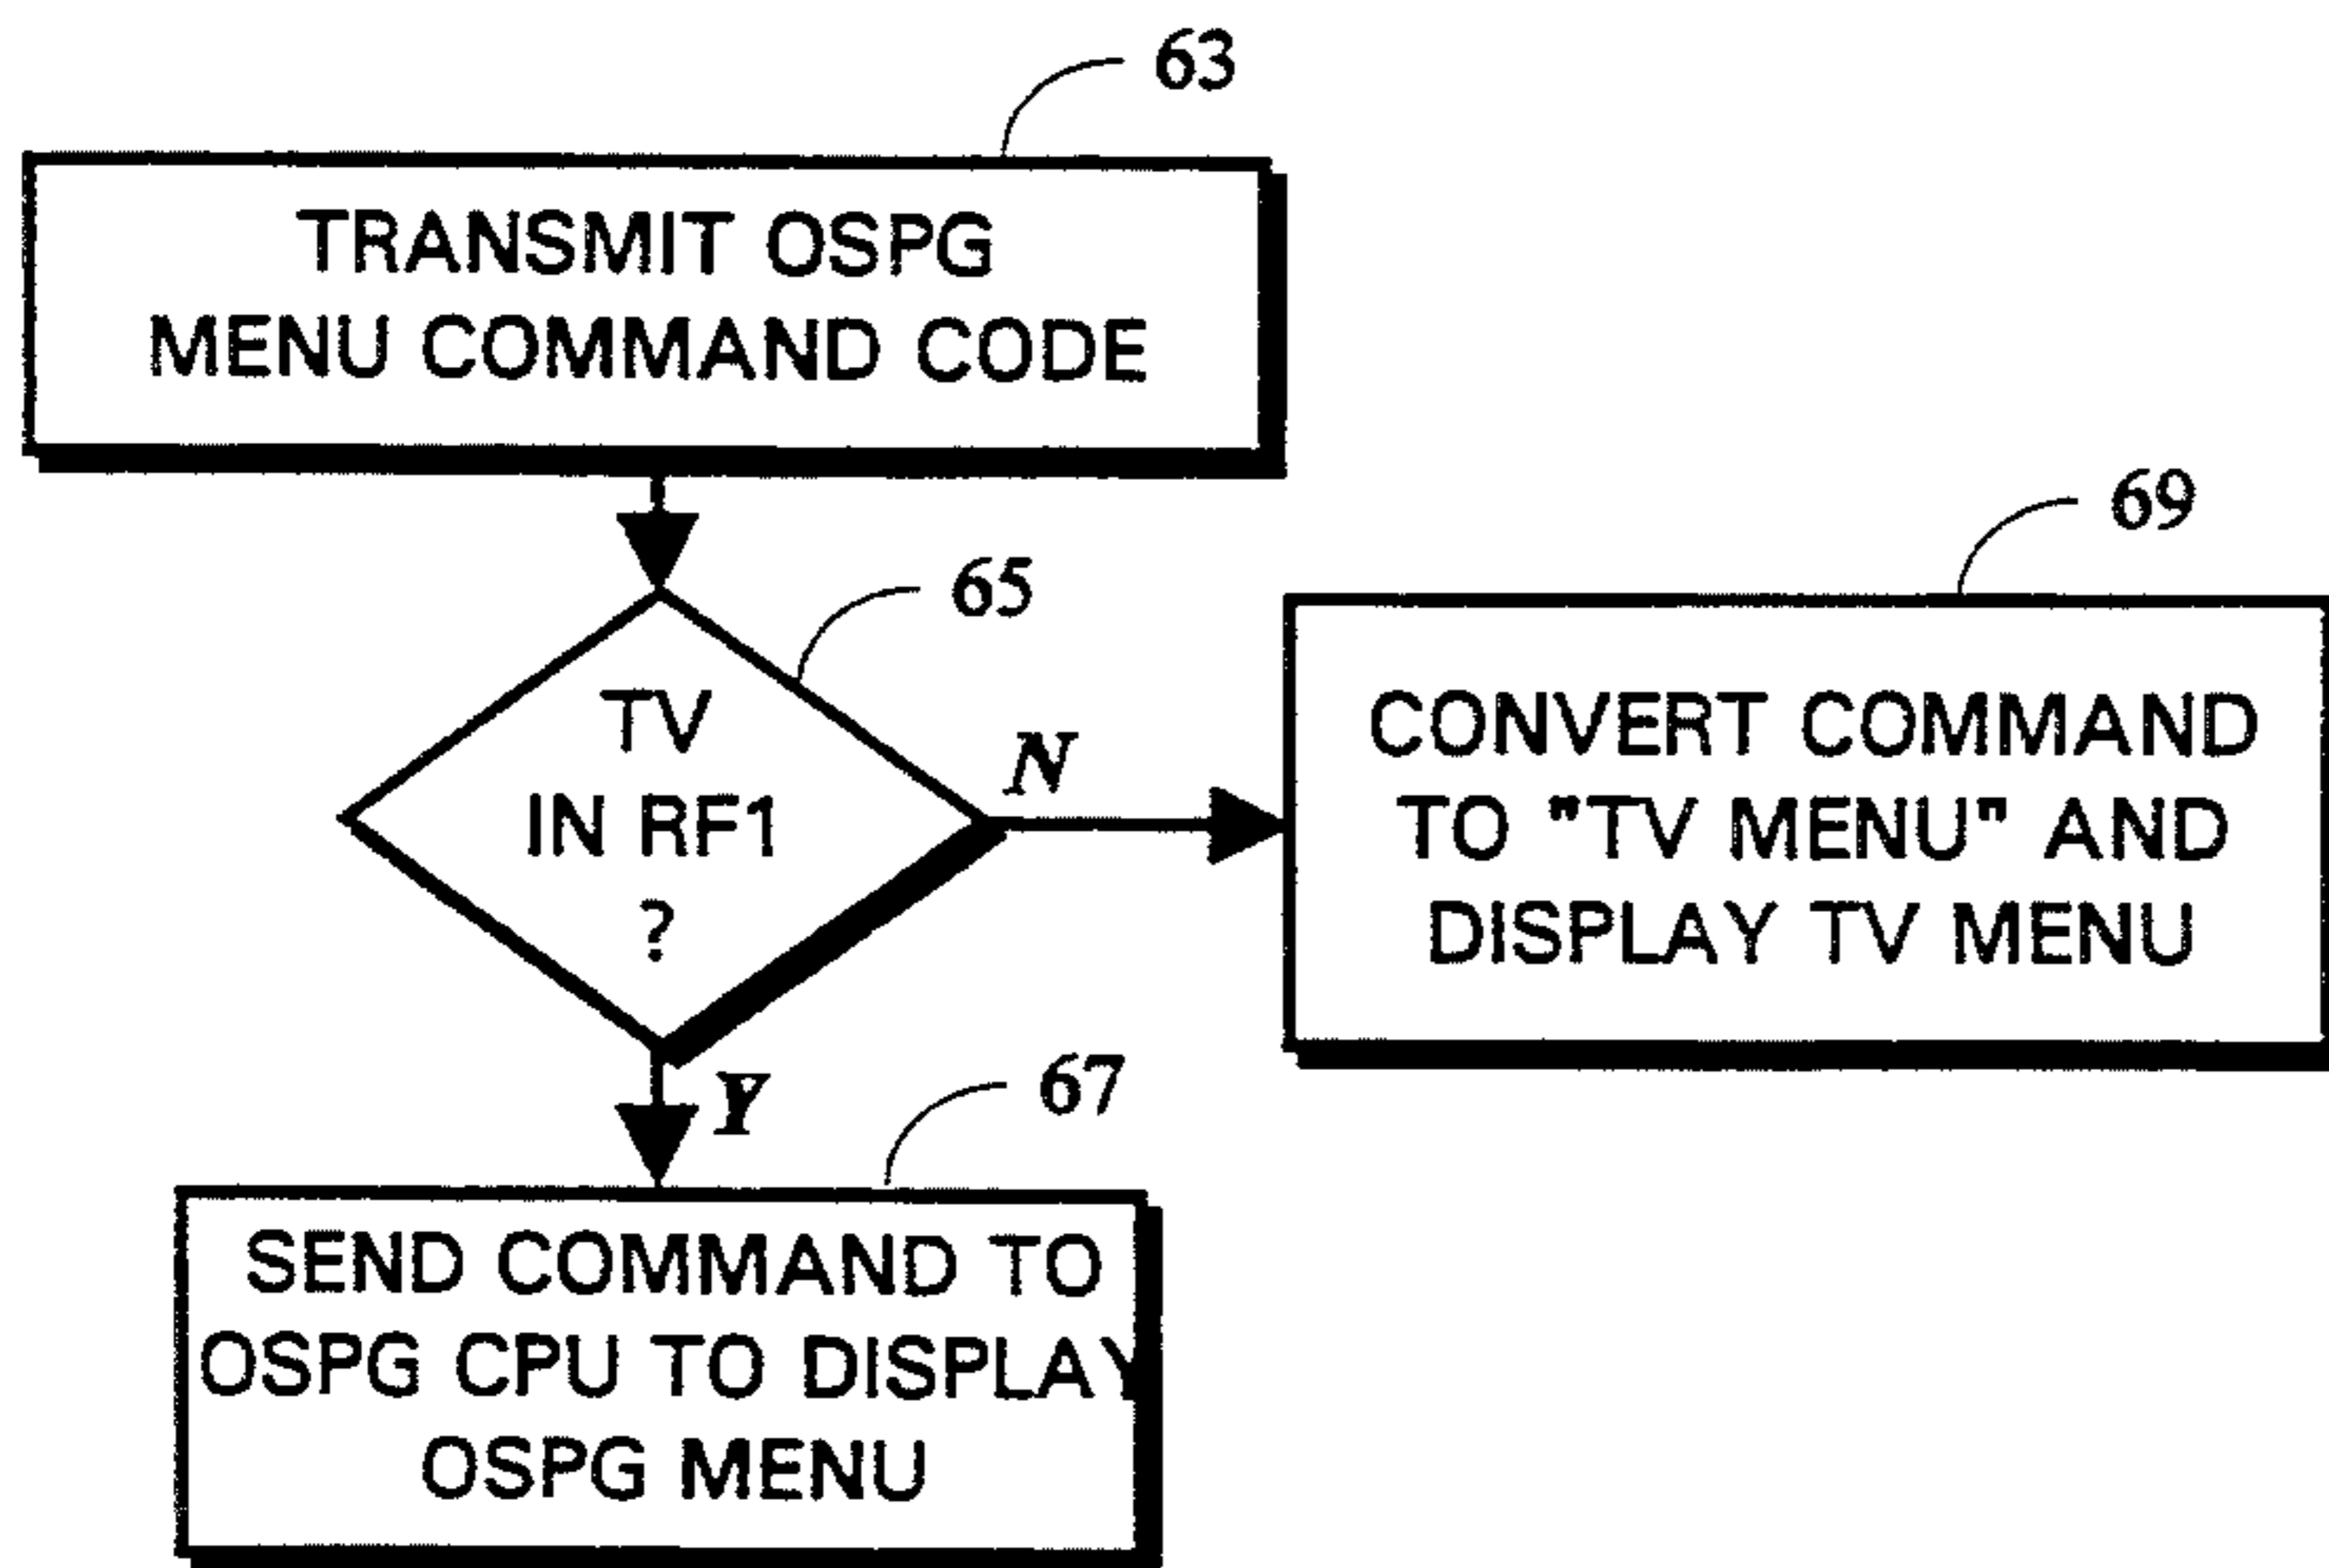 63
TRANSMIT OSPG
MENU COMMAND CODE
65
TV
IN RF1
?
N
69
CONVERT COMMAND
TO "TV MENU" AND
DISPLAY TV MENU
Y
67
SEND COMMAND TO
OSPG CPU TO DISPLAY
OSPG MENU